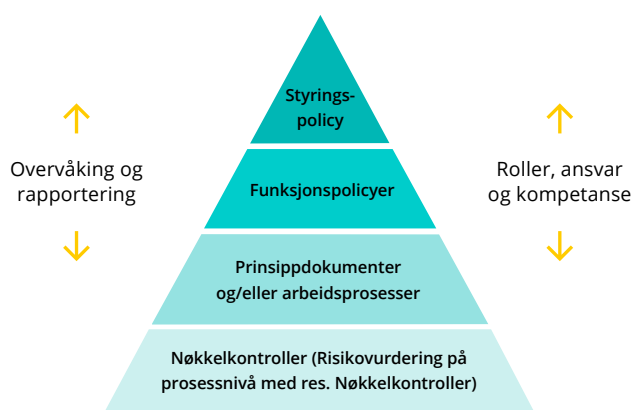 Styrings-
policy
Funksjonspolicyer
Prinsippdokumenter
og/eller arbeidsprosesser
Nøkkelkontroller (Risikovurdering på
prosessnivå med res. Nøkkelkontroller)
Overvåking og
rapportering
Roller, ansvar
og kompetanse